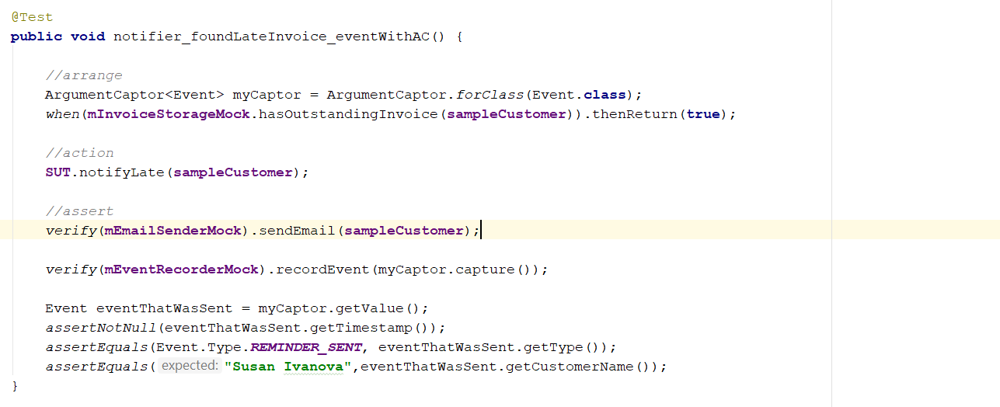 @Test
public void notifier_foundLateInvoice_eventWithAC() {
//arrange
ArgumentCaptor<Event> myCaptor = ArgumentCaptor.forClass(Event.class);
when(mInvoiceStorageMock.hasOutstandingInvoice(sampleCustomer)).thenReturn(true);
//action
SUT.notifyLate(sampleCustomer);
//assert
verify(mEmailSenderMock).sendEmail(sampleCustomer);
verify(mEventRecorderMock).recordEvent(myCaptor.capture());
Event eventThatWasSent = myCaptor.getValue();
assertNotNull(eventThatWasSent.getTimestamp());
assertEquals(Event.Type.REMINDER_SENT, eventThatWasSent.getType());
assertEquals( expected: "Susan Ivanova",eventThatWasSent.getCustomerName());
}